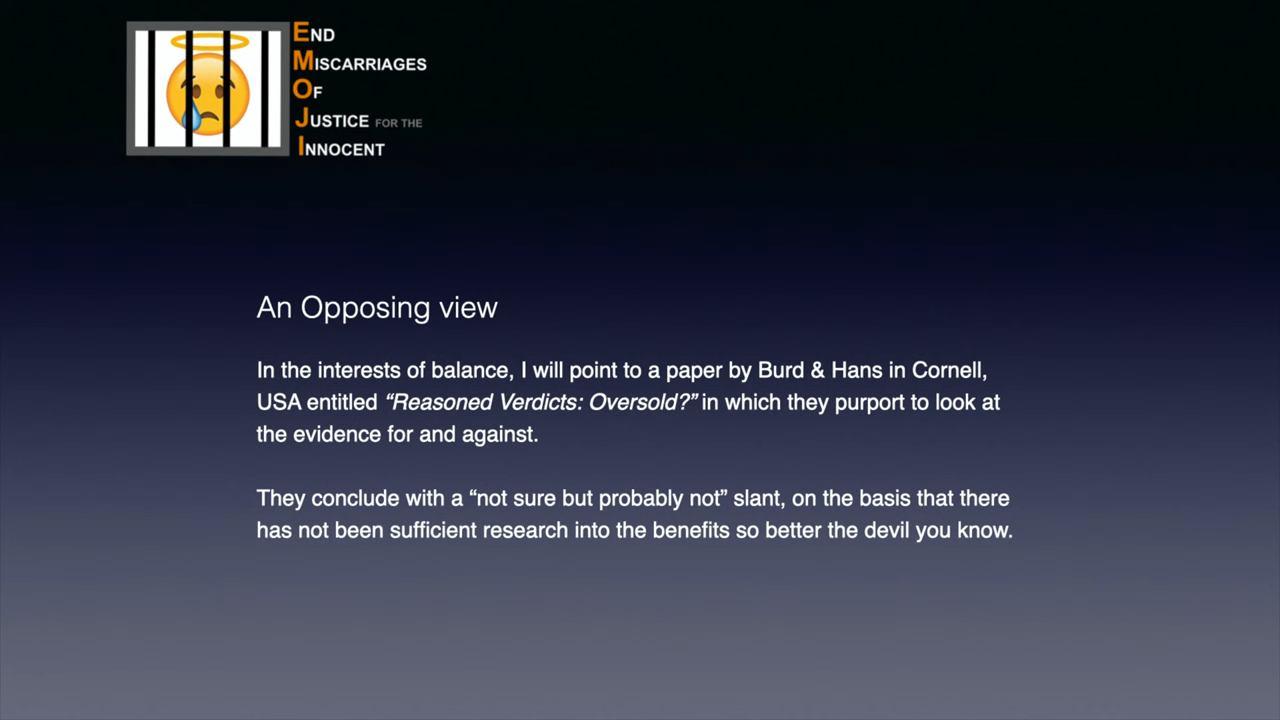 END
MISCARRIAGES
OF
JUSTICE FOR THE
INNOCENT
An Opposing view
In the interests of balance, I will point to a paper by Burd & Hans in Cornell,
USA entitled “Reasoned Verdicts: Oversold?” in which they purport to look at
the evidence for and against.
They conclude with a “not sure but probably not” slant, on the basis that there
has not been sufficient research into the benefits so better the devil you know.